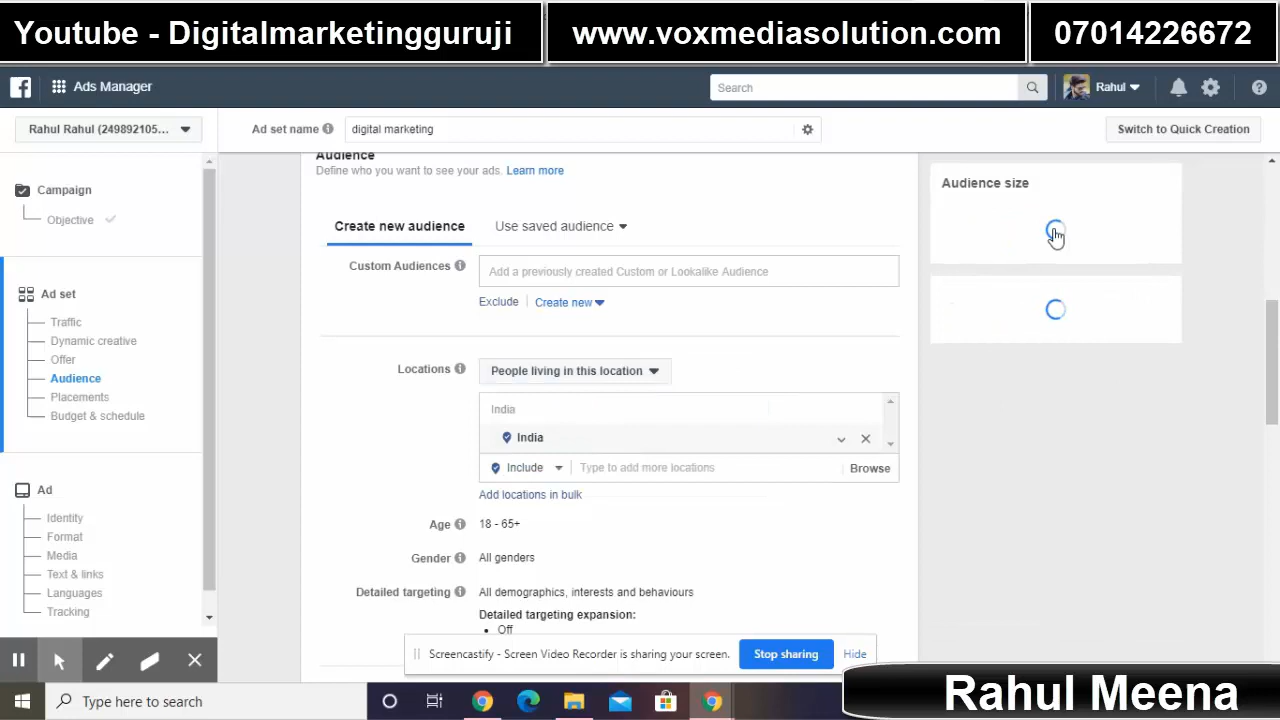 Youtube - Digitalmarketingguruji
www.voxmediasolution.com
07014226672
Ads Manager
Search
Rahul
Rahul Rahul (249892105...
Ad set name
digital marketing
Switch to Quick Creation
Campaign
Objective
Ad set
Traffic
Dynamic creative
Offer
Audience
Placements
Budget & schedule
Ad
Identity
Format
Media
Text & links
Languages
Tracking
Audience
Define who you want to see your ads. Learn more
Create new audience
Use saved audience
Custom Audiences
Add a previously created Custom or Lookalike Audience
Exclude
Create new
Locations
People living in this location
India
India
Include
Type to add more locations
Browse
Add locations in bulk
Age
18 - 65+
Gender
All genders
Detailed targeting
All demographics, interests and behaviours
Detailed targeting expansion:
Off
Audience size
Screencastify - Screen Video Recorder is sharing your screen.
Stop sharing
Hide
Type here to search
Rahul Meena